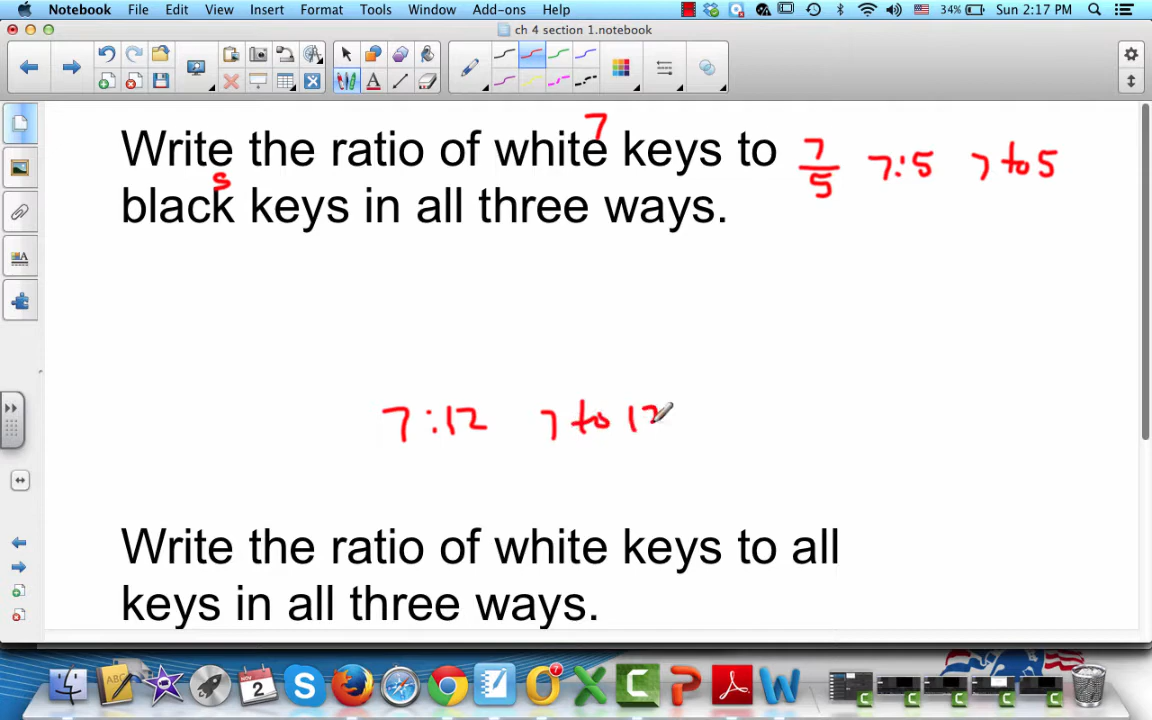 Notebook File Edit View Insert Format Tools Window Add-ons Help 34% Sun 2:17 PM
ch 4 section 1.notebook
7
Write the ratio of white keys to 7/5 7:5 7 to 5
5
black keys in all three ways.
7:12 7 to 12
Write the ratio of white keys to all
keys in all three ways.
NOV 2 7